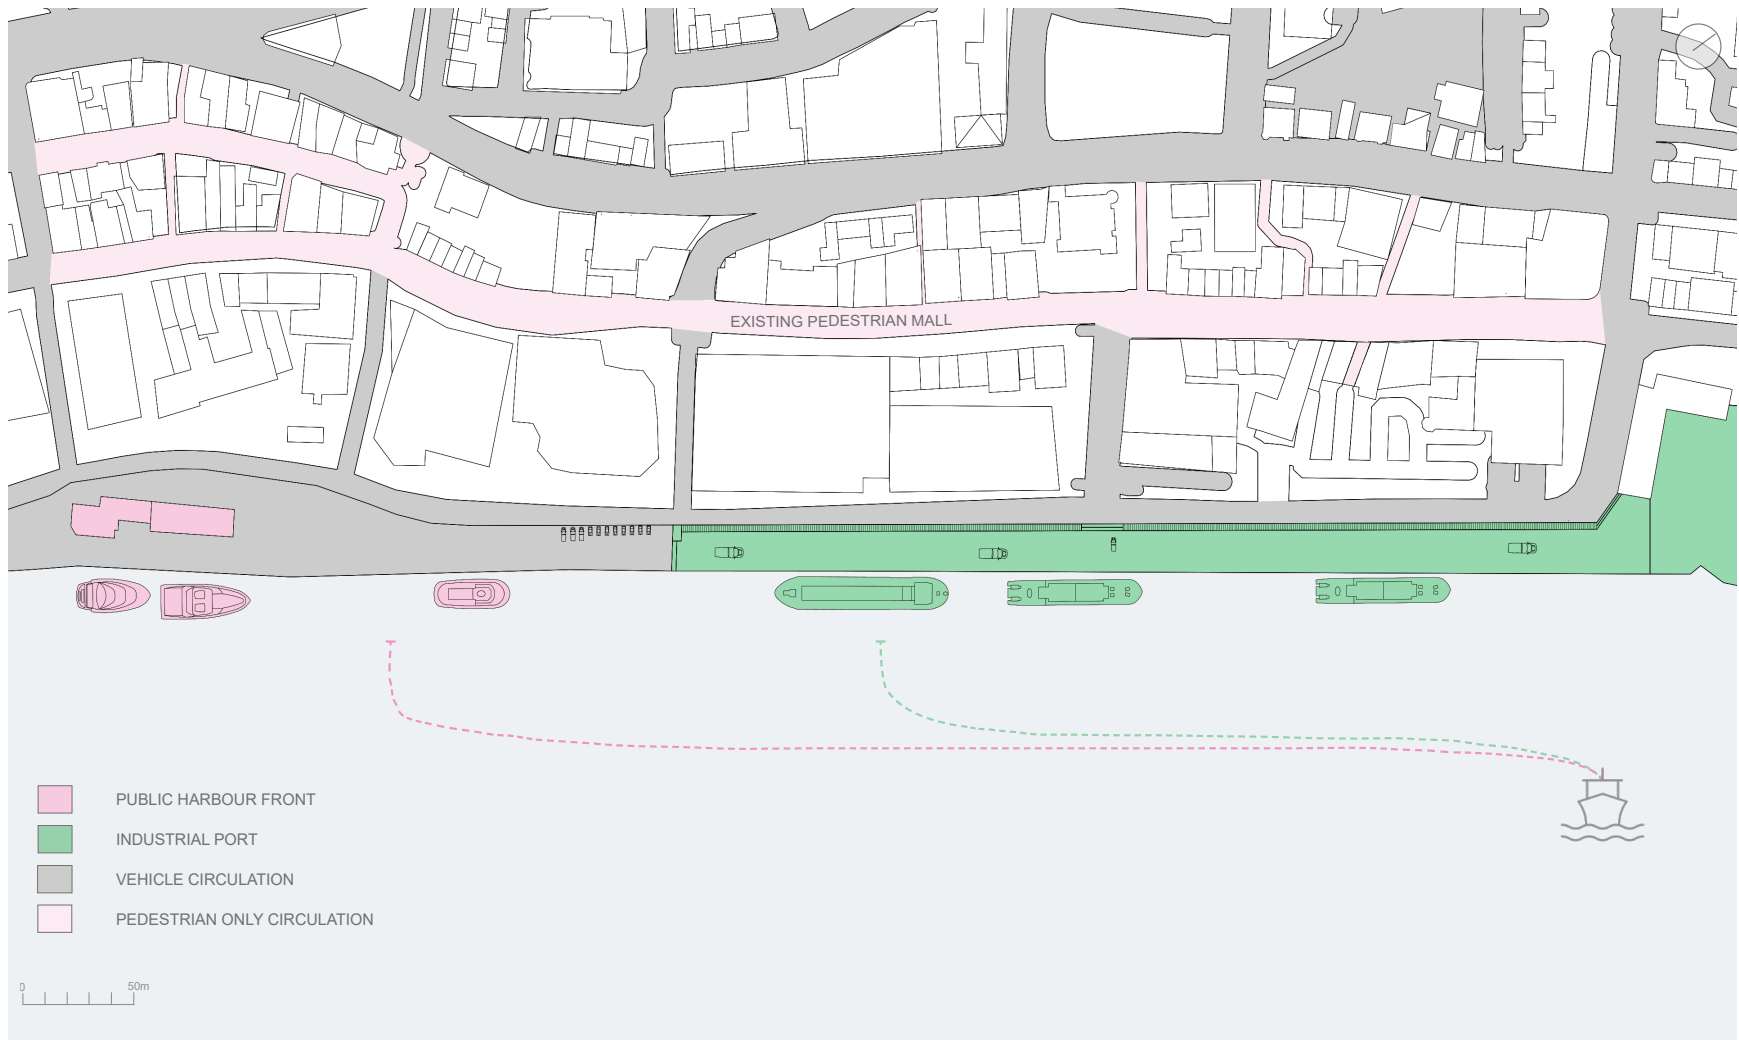 EXISTING PEDESTRIAN MALL
PUBLIC HARBOUR FRONT
INDUSTRIAL PORT
VEHICLE CIRCULATION
PEDESTRIAN ONLY CIRCULATION
0 50m